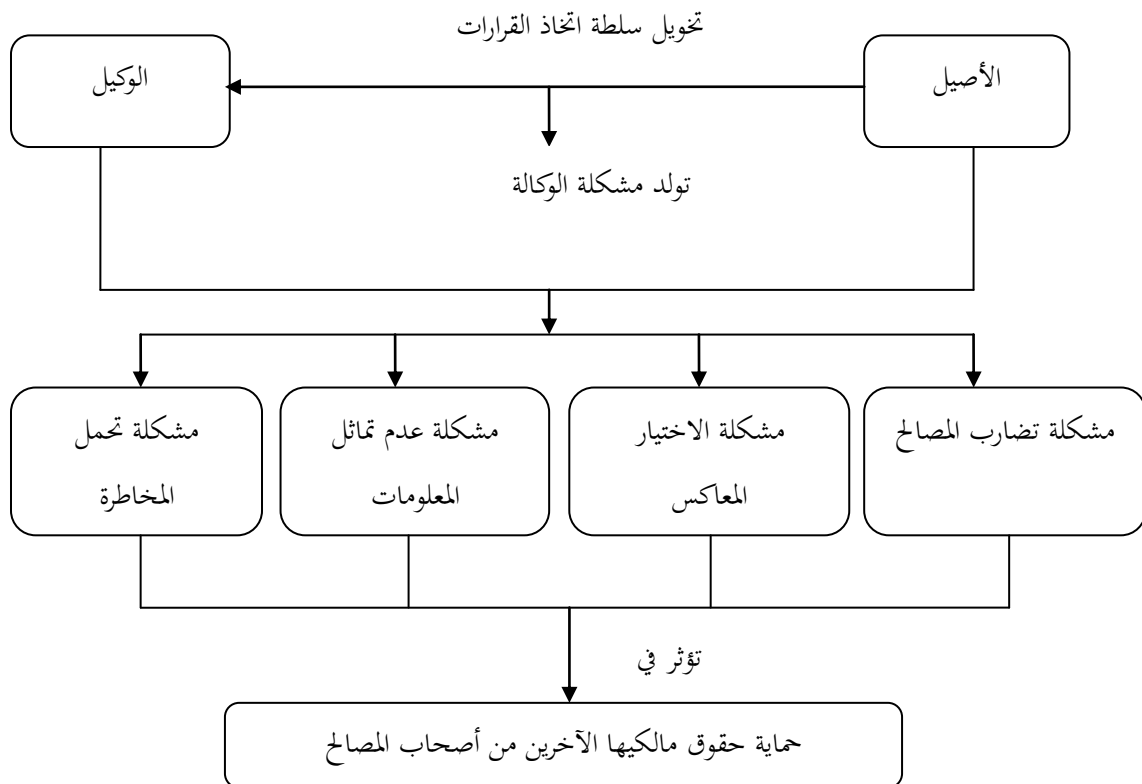 تخويل سلطة اتخاذ القرارات
الأصيل
الوكيل
تولد مشكلة الوكالة
مشكلة تضارب المصالح
مشكلة الاختيار
المعاكس
مشكلة عدم تماثل
المعلومات
مشكلة تحمل
المخاطرة
تؤثر في
حماية حقوق مالكيها الآخرين من أصحاب المصالح